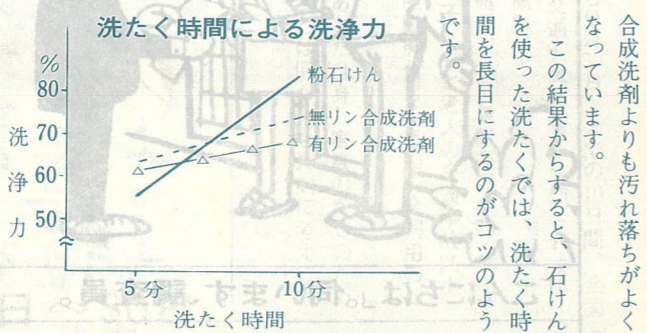 合成洗剤よりも汚れ落ちがよく
なっています。
この結果からすると、石けん
を使った洗たくでは、洗たく時
間を長目にするのがコツのよう
です。
洗たく時間による洗浄力
%
80
70
60
50
洗浄力
粉石けん
無リン合成洗剤
有リン合成洗剤
5分
10分
洗たく時間